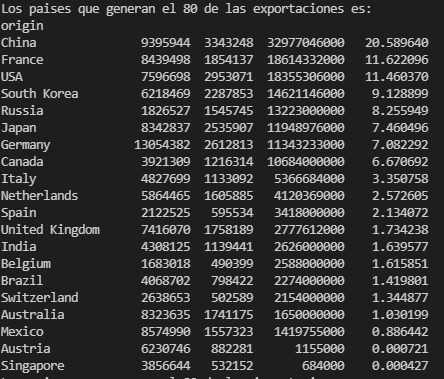 Los paises que generan el 80 de las exportaciones es:
origin
China 9395944 3343248 32977046000 20.589640
France 8439498 1854137 18614332000 11.622096
USA 7596698 2953071 18355306000 11.460370
South Korea 6218469 2287853 14621146000 9.128899
Russia 1826527 1545745 13223000000 8.255949
Japan 8342837 2535907 11948976000 7.460496
Germany 13054382 2612813 11343233000 7.082292
Canada 3921309 1216314 10684000000 6.670692
Italy 4827699 1133092 5366684000 3.350758
Netherlands 5864465 1605885 4120369000 2.572605
Spain 2122525 595534 3418000000 2.134072
United Kingdom 7416070 1758189 2777612000 1.734238
India 4308125 1139441 2626000000 1.639577
Belgium 1683018 490399 2588000000 1.615851
Brazil 4068702 798422 2274000000 1.419801
Switzerland 2638653 502589 2154000000 1.344877
Australia 8323635 1741175 1650000000 1.030199
Mexico 8574990 1557323 1419755000 0.886442
Austria 6230746 882281 1155000 0.000721
Singapore 3856644 532152 684000 0.000427